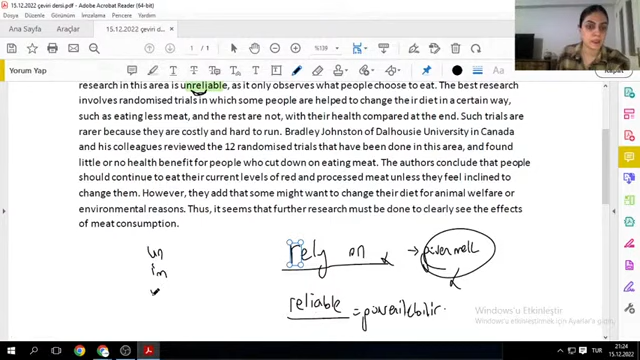 15.12.2022 çeviri dersi.pdf - Adobe Acrobat Reader (64-bit)
Dosya Düzenle Görünüm İmza Pencere Yardım
Ana Sayfa Araçlar 15.12.2022 çeviri dersi...
1 / 1 %139
Yorum Yap
research in this area is unreliable, as it only observes what people choose to eat. The best
research involves randomised trials in which some people are helped to change their diet in a certain way,
such as eating less meat, and the rest are not, with their health compared at the end. Such trials are
rarer because they are costly and hard to run. Bradley Johnston of Dalhousie University in Canada
and his colleagues reviewed the 12 randomised trials that have been done in this area, and found
little or no health benefit for people who cut down on eating meat. The authors conclude that people
should continue to eat their current levels of red and processed meat unless they feel inclined to
change them. However, they add that some might want to change their diet for animal welfare or
environmental reasons. Thus, it seems that further research must be done to clearly see the effects
of meat consumption.
un
im
rely on → güvenmek
reliable = güvenilebilir
Windows'u Etkinleştir
Windows'u etkinleştirmek için Ayarlar'a gidin.
TUR 21:24
15.12.2022